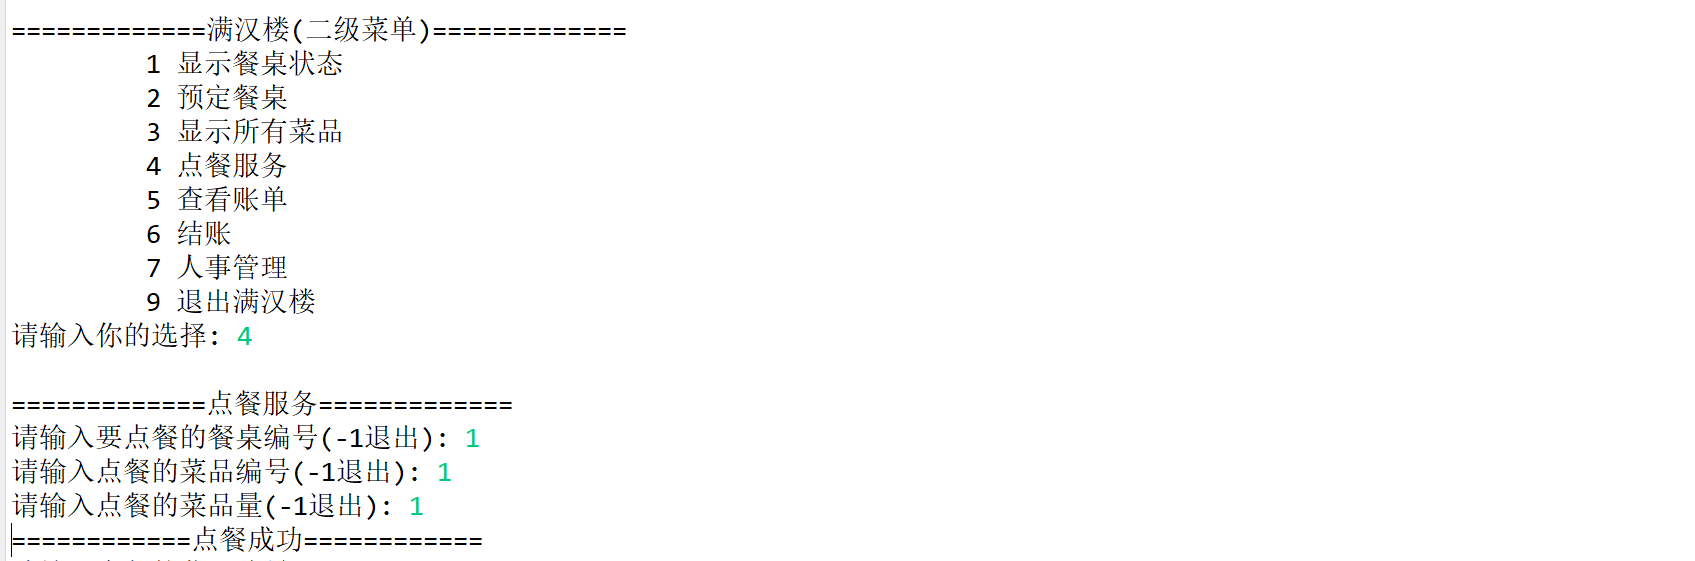 =============满汉楼(二级菜单)=============
1 显示餐桌状态
2 预定餐桌
3 显示所有菜品
4 点餐服务
5 查看账单
6 结账
7 人事管理
9 退出满汉楼
请输入你的选择: 4
=============点餐服务=============
请输入要点餐的餐桌编号(-1退出): 1
请输入点餐的菜品编号(-1退出): 1
请输入点餐的菜品量(-1退出): 1
============点餐成功============